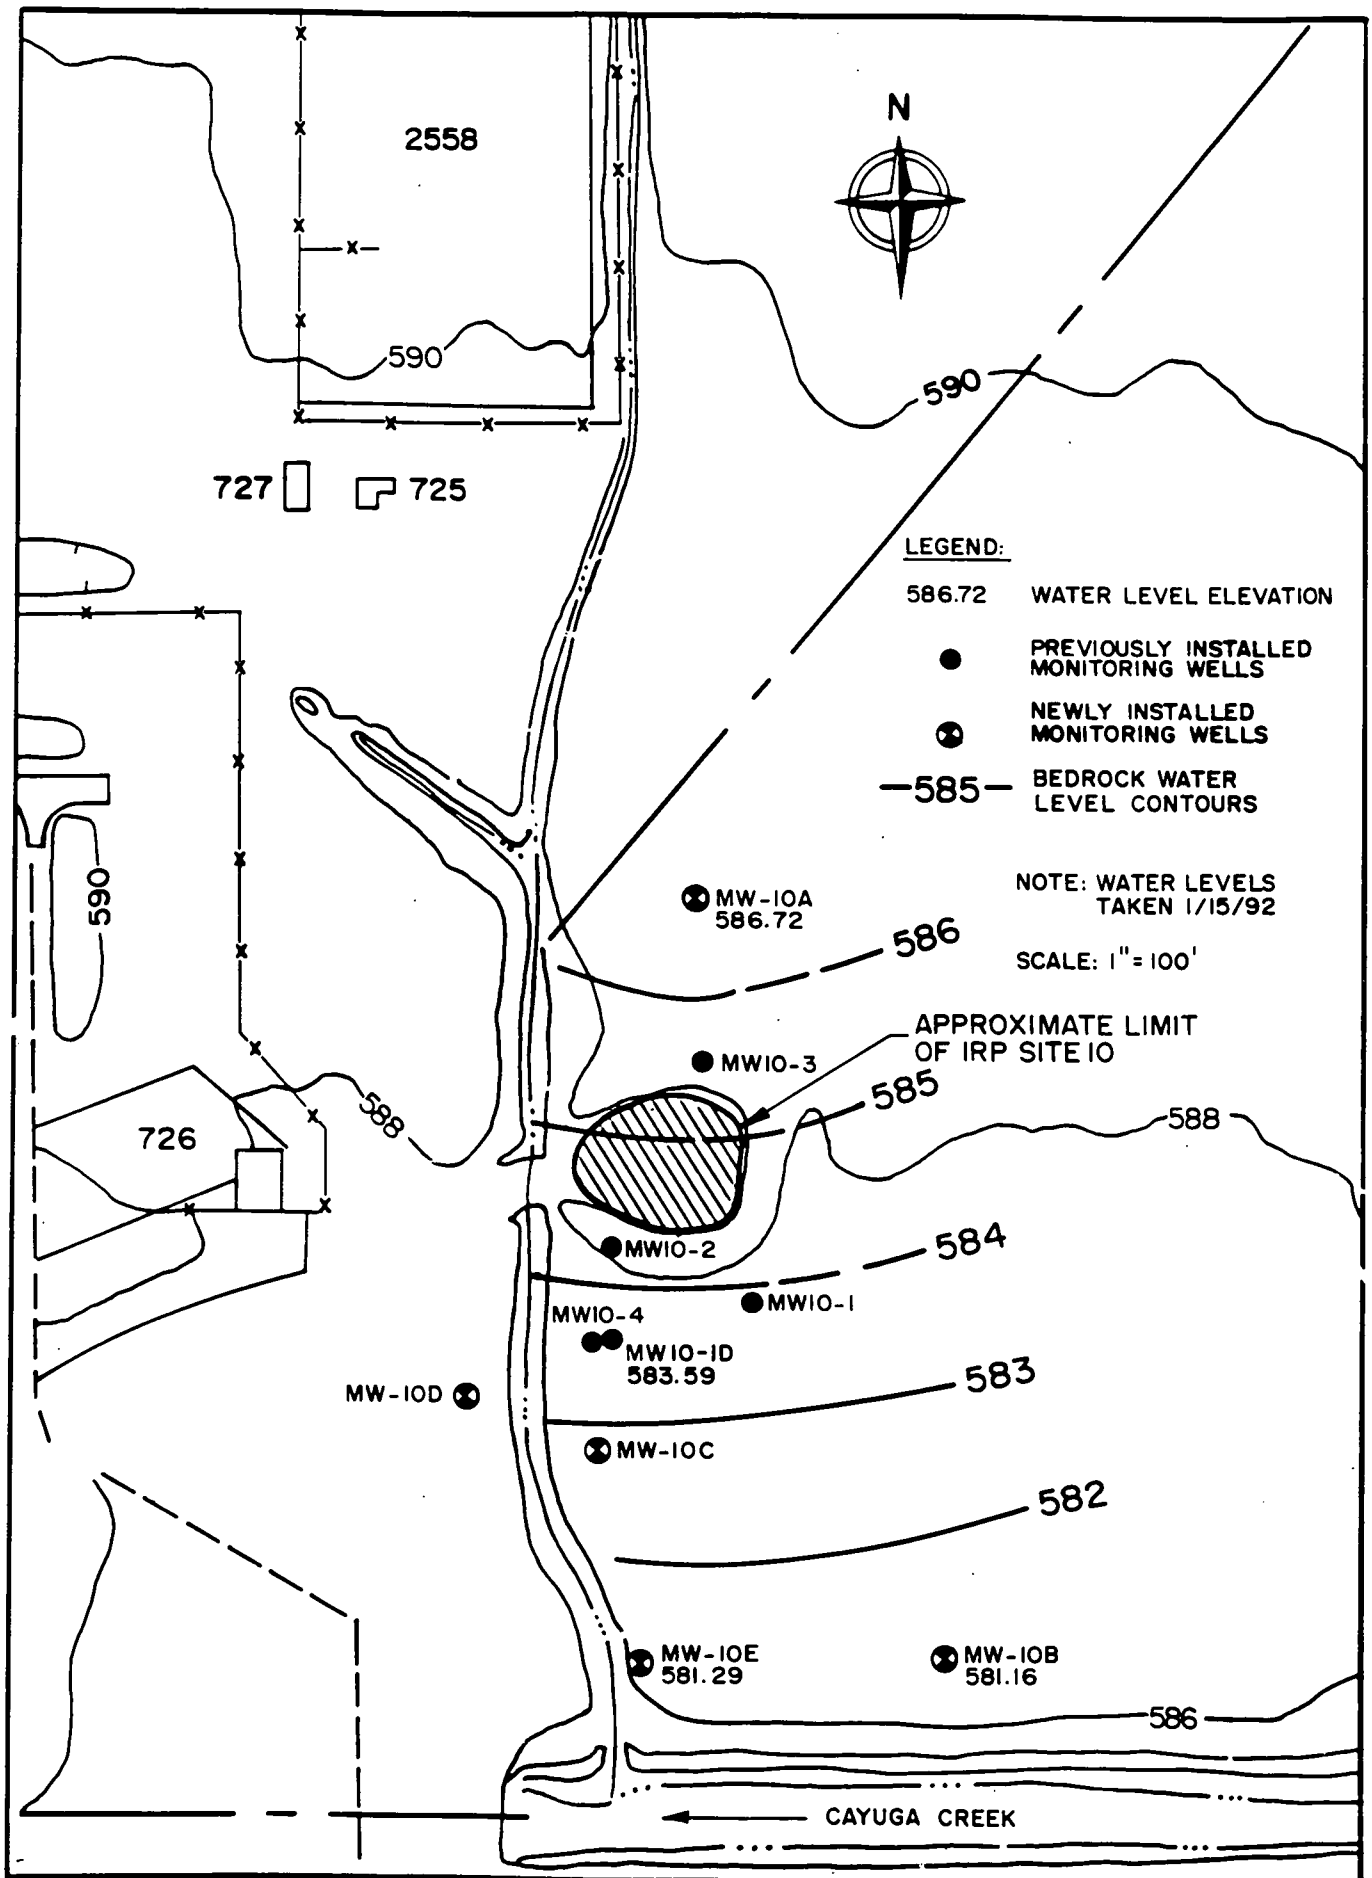 N
2558
590
590
727
725
LEGEND:
586.72 WATER LEVEL ELEVATION
PREVIOUSLY INSTALLED
MONITORING WELLS
NEWLY INSTALLED
MONITORING WELLS
585 BEDROCK WATER
LEVEL CONTOURS
NOTE: WATER LEVELS
TAKEN 1/15/92
SCALE: 1"=100'
590
MW-10A
586.72
586
APPROXIMATE LIMIT
OF IRP SITE 10
MW10-3
585
588
588
726
584
MW10-2
MW10-1
MW10-4
MW10-1D
583.59
583
MW-10D
MW-10C
582
MW-10E
581.29
MW-10B
581.16
586
CAYUGA CREEK